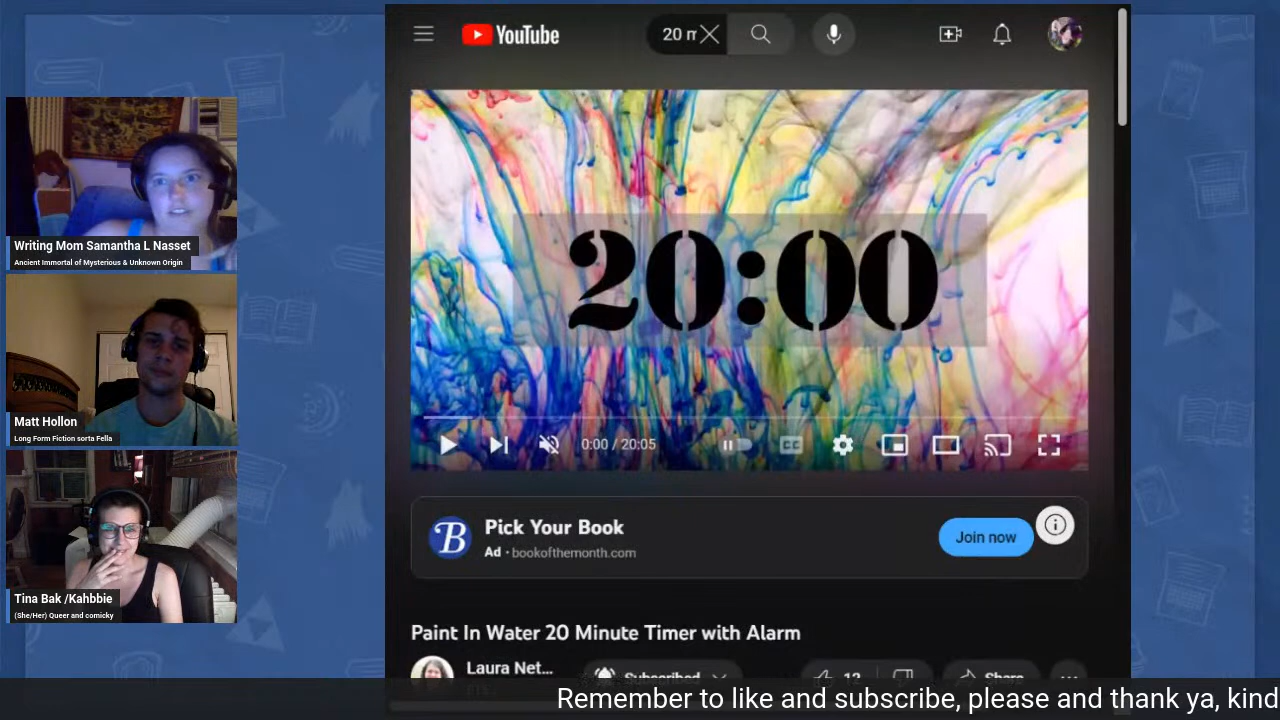 YouTube
20 m
20:00
0:00 / 20:05
CC
B
Pick Your Book
Ad · bookofthemonth.com
Join now
Paint In Water 20 Minute Timer with Alarm
Laura Net...
Subscribed
12
Share
Writing Mom Samantha L Nasset
Ancient Immortal of Mysterious & Unknown Origin
Matt Hollon
Long Form Fiction sorta Fella
Tina Bak /Kahbbie
(She/Her) Queer and comicky
Remember to like and subscribe, please and thank ya, kind